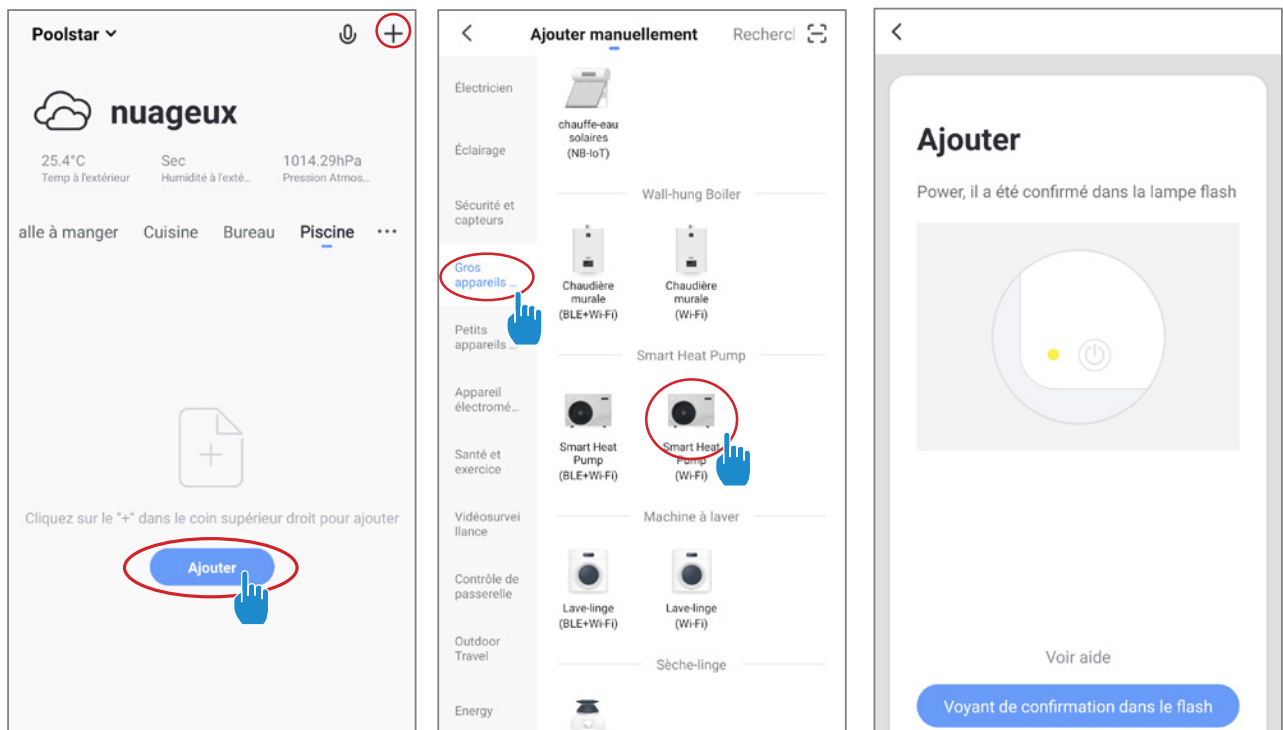 Poolstar
nuageux
25.4°C Sec 1014.29hPa
Temp à l'extérieur Humidité à l'exté... Pression Atmos...
alle à manger Cuisine Bureau Piscine ...
Cliquez sur le "+" dans le coin supérieur droit pour ajouter
Ajouter
Ajouter manuellement Rechercl
Électricien
Éclairage
Sécurité et
capteurs
Gros
appareils ...
Petits
appareils ...
Appareil
électromé...
Santé et
exercice
Vidéosurvei
llance
Contrôle de
passerelle
Outdoor
Travel
Energy
chauffe-eau
solaires
(NB-IoT)
Wall-hung Boiler
Chaudière
murale
(BLE+Wi-Fi)
Chaudière
murale
(Wi-Fi)
Smart Heat Pump
Smart Heat
Pump
(BLE+Wi-Fi)
Smart Heat
Pump
(Wi-Fi)
Machine à laver
Lave-linge
(BLE+Wi-Fi)
Lave-linge
(Wi-Fi)
Sèche-linge
Ajouter
Power, il a été confirmé dans la lampe flash
Voir aide
Voyant de confirmation dans le flash